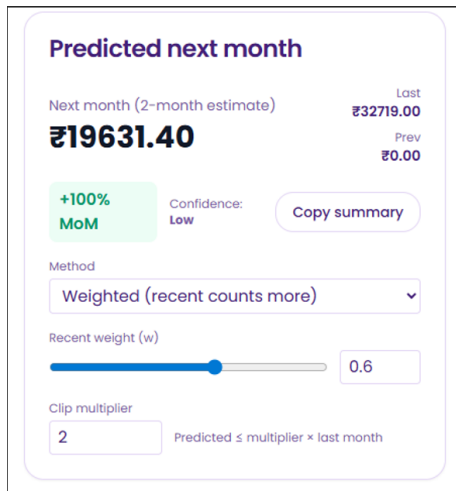 Predicted next month
Next month (2-month estimate)
₹19631.40
Last
₹32719.00
Prev
₹0.00
+100%
MoM
Confidence:
Low
Copy summary
Method
Weighted (recent counts more)
Recent weight (w)
0.6
Clip multiplier
2
Predicted ≤ multiplier × last month